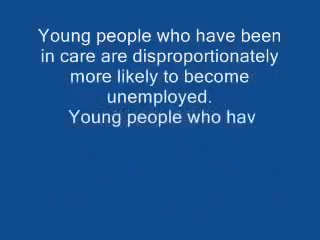 Young people who have been
in care are disproportionately
more likely to become
unemployed.
Young people who hav